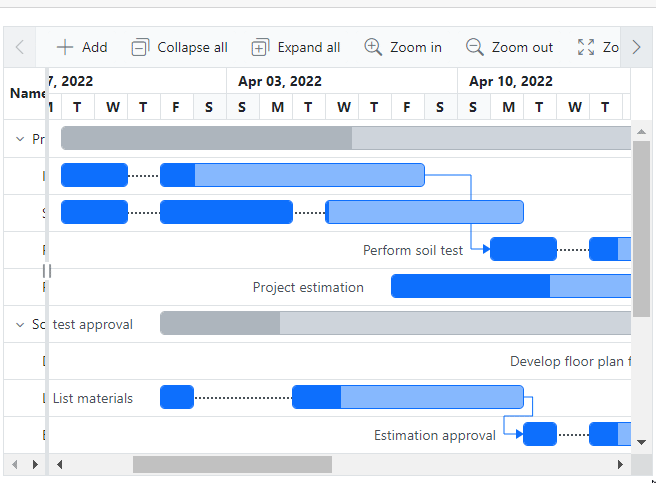 Add Collapse all Expand all Zoom in Zoom out Zo
Name 7, 2022 Apr 03, 2022 Apr 10, 2022
T W T F S S M T W T F S S M T W T
Pr
Perform soil test
Project estimation
So test approval
Develop floor plan f
List materials
Estimation approval